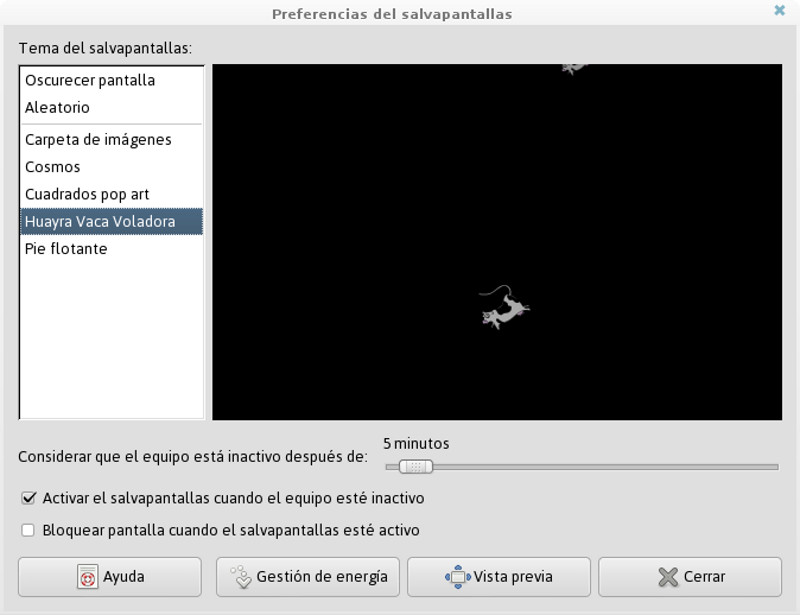 Preferencias del salvapantallas
Tema del salvapantallas:
Oscurecer pantalla
Aleatorio
Carpeta de imágenes
Cosmos
Cuadrados pop art
Huayra Vaca Voladora
Pie flotante
5 minutos
Considerar que el equipo está inactivo después de:
Activar el salvapantallas cuando el equipo esté inactivo
Bloquear pantalla cuando el salvapantallas esté activo
Ayuda
Gestión de energía
Vista previa
Cerrar